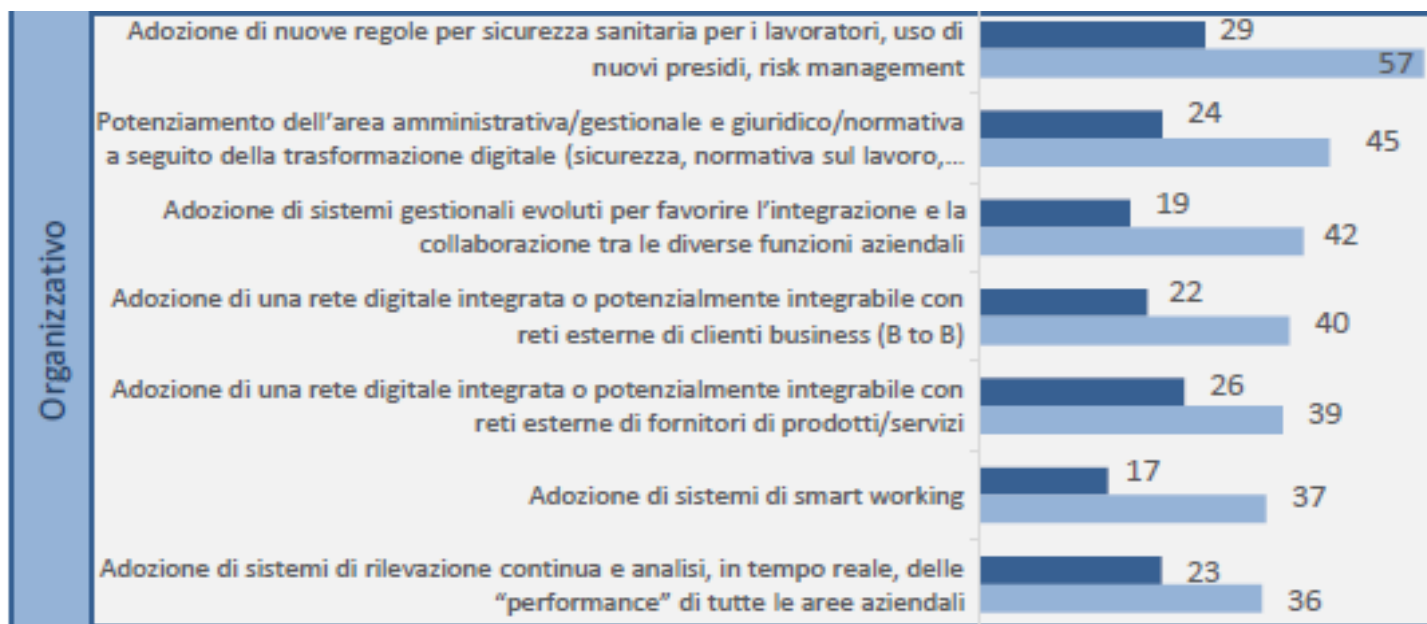 Organizzativo
Adozione di nuove regole per sicurezza sanitaria per i lavoratori, uso di
nuovi presidi, risk management
29
57
Potenziamento dell'area amministrativa/gestionale e giuridico/normativa
a seguito della trasformazione digitale (sicurezza, normativa sul lavoro,...
24
45
Adozione di sistemi gestionali evoluti per favorire l'integrazione e la
collaborazione tra le diverse funzioni aziendali
19
42
Adozione di una rete digitale integrata o potenzialmente integrabile con
reti esterne di clienti business (B to B)
22
40
Adozione di una rete digitale integrata o potenzialmente integrabile con
reti esterne di fornitori di prodotti/servizi
26
39
Adozione di sistemi di smart working
17
37
Adozione di sistemi di rilevazione continua e analisi, in tempo reale, delle
“performance” di tutte le aree aziendali
23
36